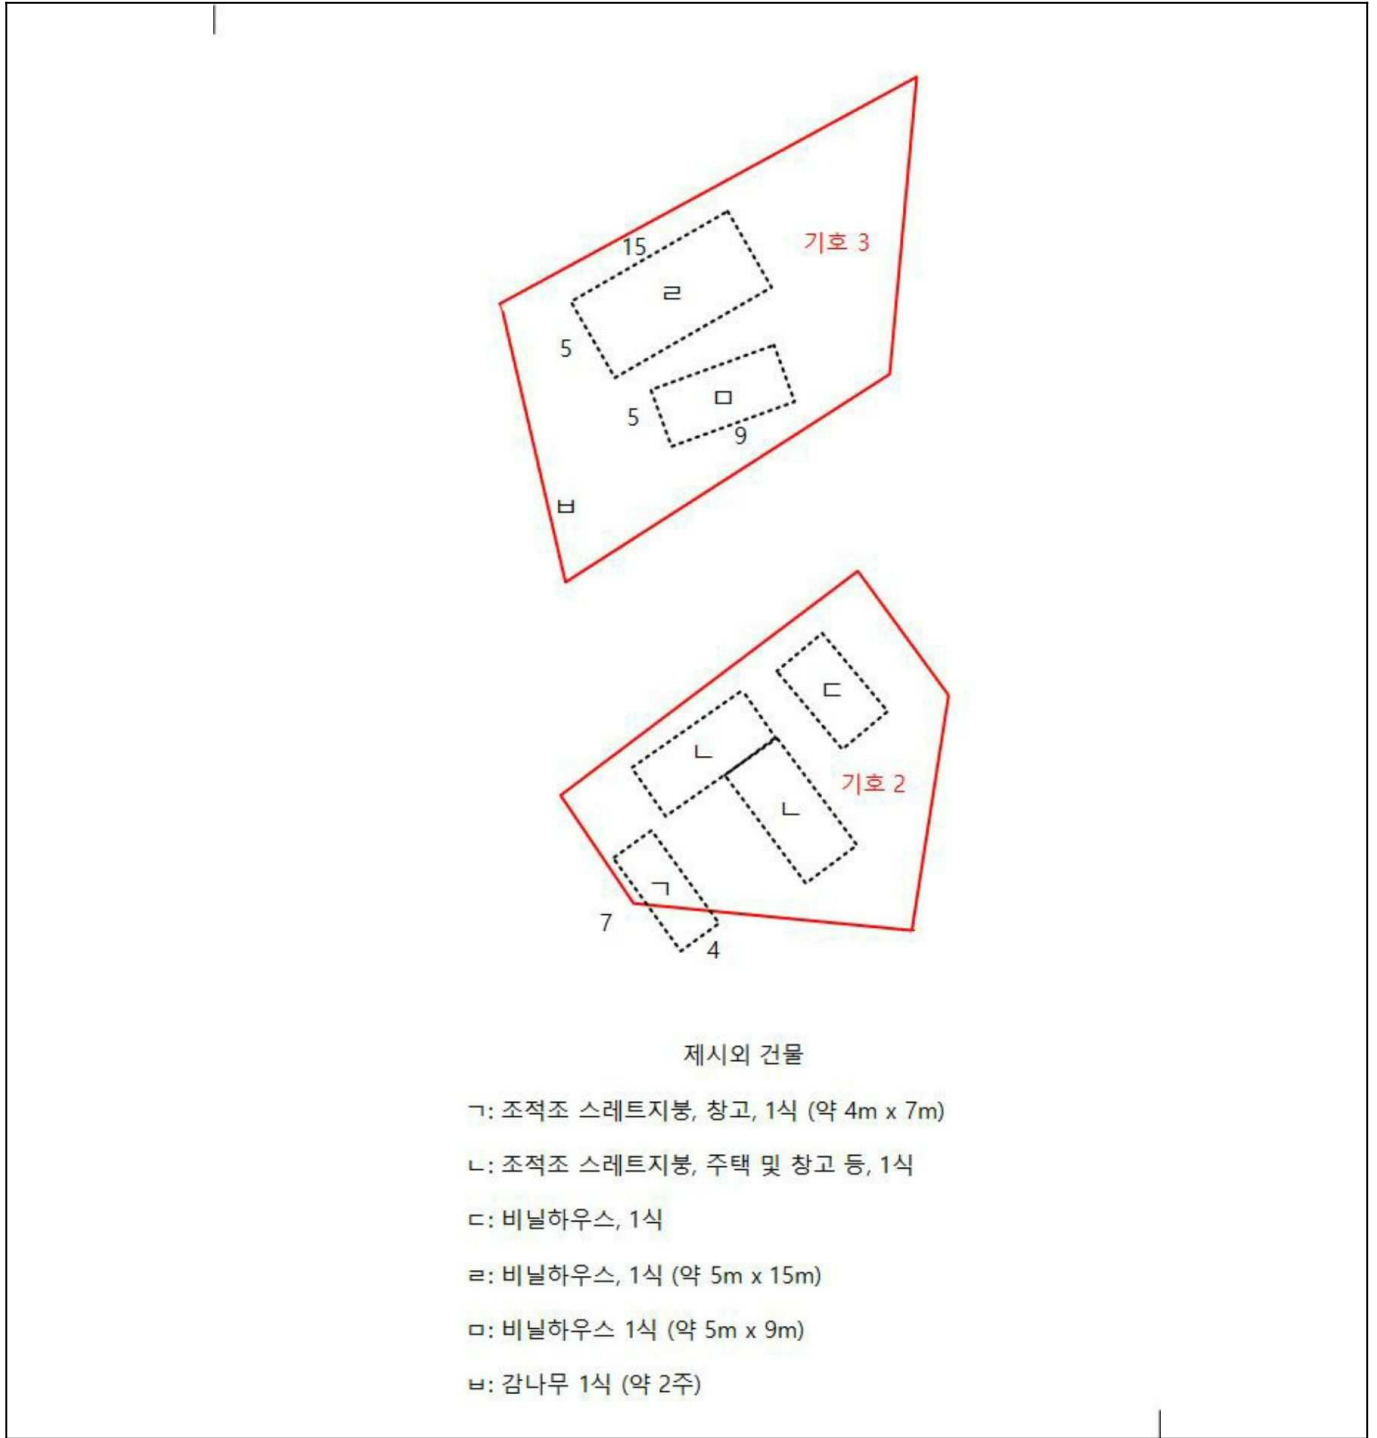 15
기호 3
ㄹ
5
ㅁ
5
9
ㅂ
ㄷ
ㄴ
기호 2
ㄴ
ㄱ
7
4
제시외 건물
ㄱ: 조적조 스레트지붕, 창고, 1식 (약 4m x 7m)
ㄴ: 조적조 스레트지붕, 주택 및 창고 등, 1식
ㄷ: 비닐하우스, 1식
ㄹ: 비닐하우스, 1식 (약 5m x 15m)
ㅁ: 비닐하우스 1식 (약 5m x 9m)
ㅂ: 감나무 1식 (약 2주)